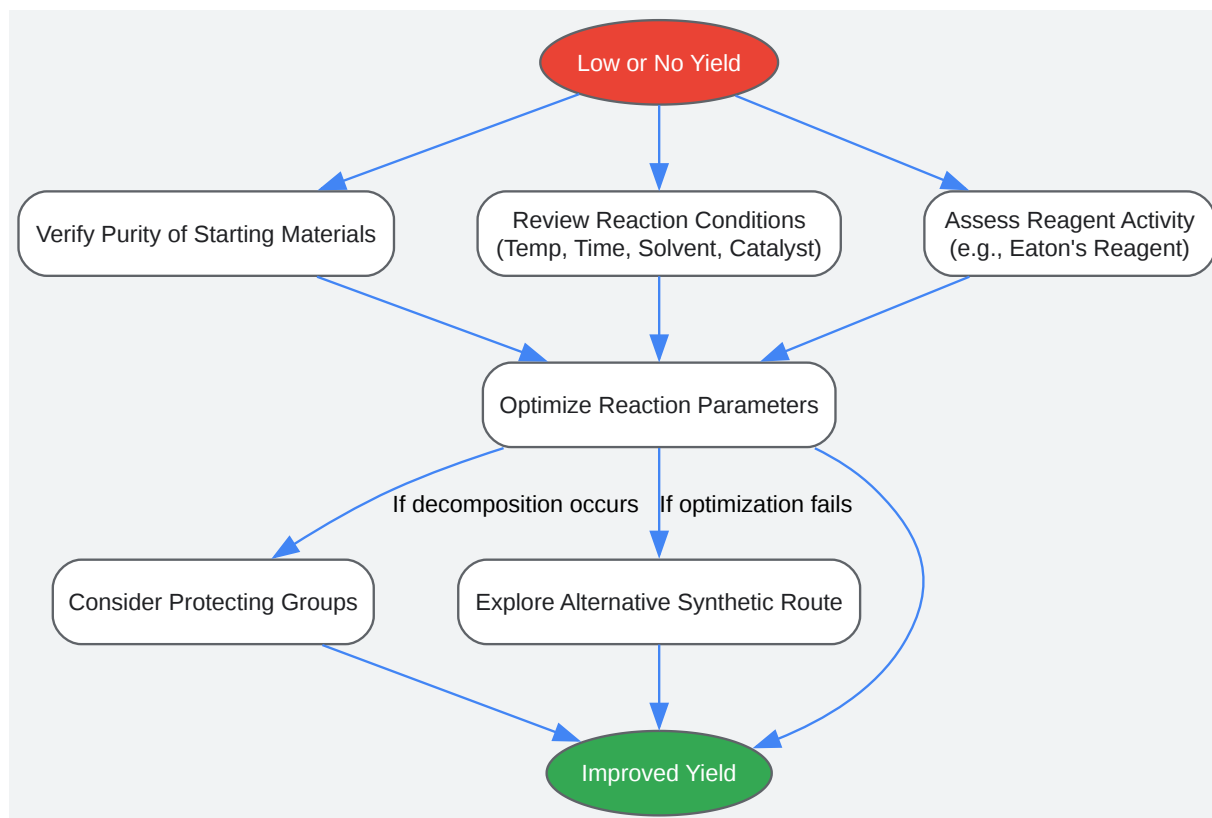 Low or No Yield
Verify Purity of Starting Materials
Review Reaction Conditions
(Temp, Time, Solvent, Catalyst)
Assess Reagent Activity
(e.g., Eaton's Reagent)
Optimize Reaction Parameters
If decomposition occurs
If optimization fails
Consider Protecting Groups
Explore Alternative Synthetic Route
Improved Yield